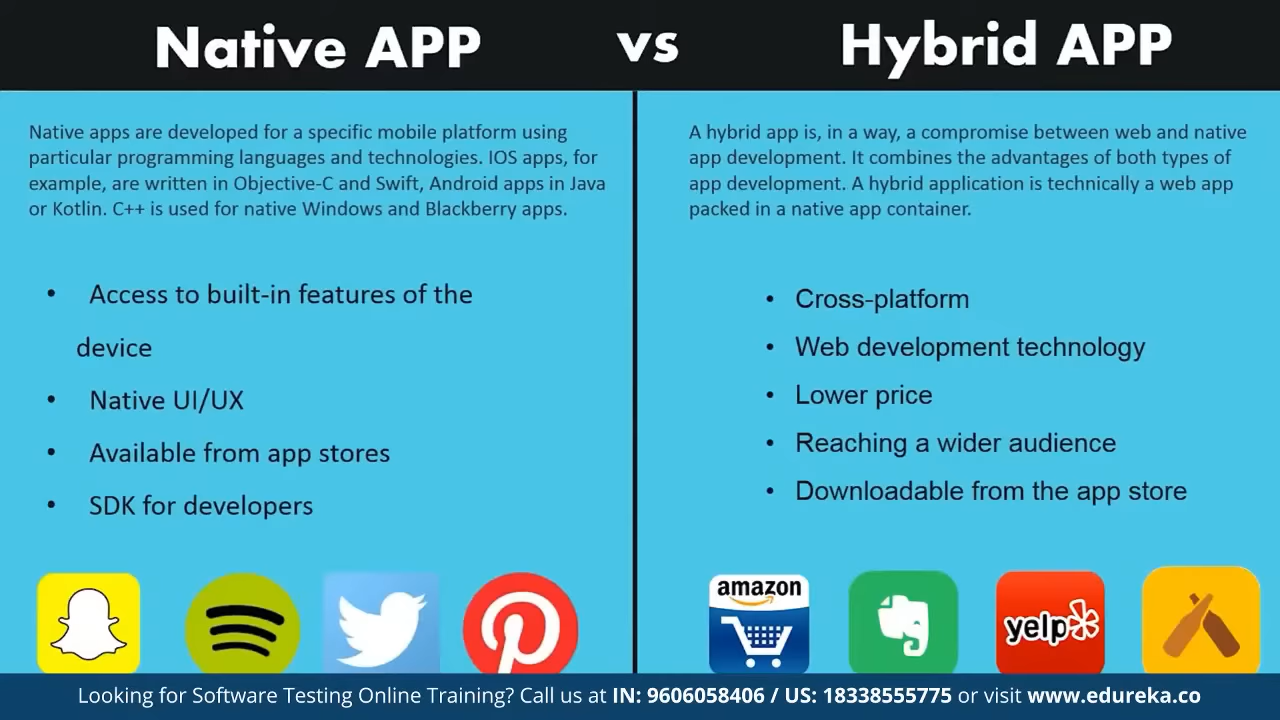 Native APP vs Hybrid APP
Native apps are developed for a specific mobile platform using
particular programming languages and technologies. IOS apps, for
example, are written in Objective-C and Swift, Android apps in Java
or Kotlin. C++ is used for native Windows and Blackberry apps.
• Access to built-in features of the
device
• Native UI/UX
• Available from app stores
• SDK for developers
A hybrid app is, in a way, a compromise between web and native
app development. It combines the advantages of both types of
app development. A hybrid application is technically a web app
packed in a native app container.
• Cross-platform
• Web development technology
• Lower price
• Reaching a wider audience
• Downloadable from the app store
amazon
yelp
Looking for Software Testing Online Training? Call us at IN: 9606058406 / US: 18338555775 or visit www.edureka.co